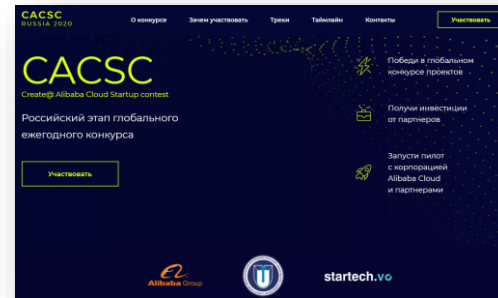 CACSC
RUSSIA 2020
О конкурсе
Зачем участвовать
Треки
Таймлайн
Контакты
Участвовать
CACSC
Create@ Alibaba Cloud Startup contest
Российский этап глобального
ежегодного конкурса
Участвовать
Победи в глобальном
конкурсе проектов
Получи инвестиции
от партнеров
Запусти пилот
с корпорацией
Alibaba Cloud
и партнерами
Alibaba Group
startech.vc